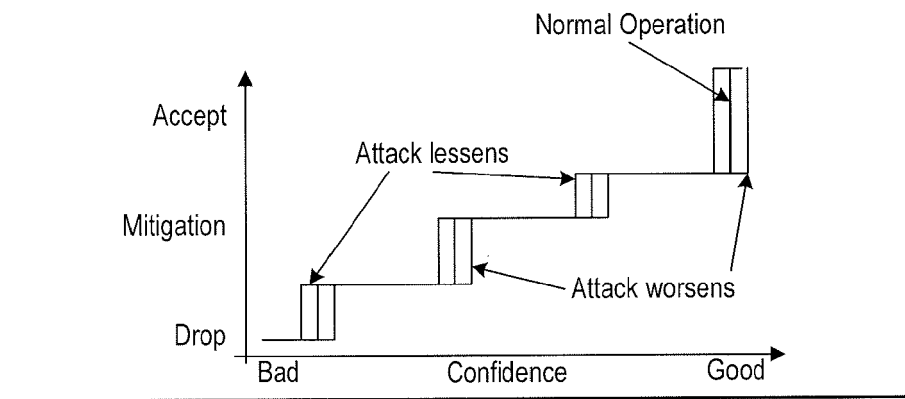 Normal Operation
Accept
Attack lessens
Mitigation
Attack worsens
Drop
Bad
Confidence
Good